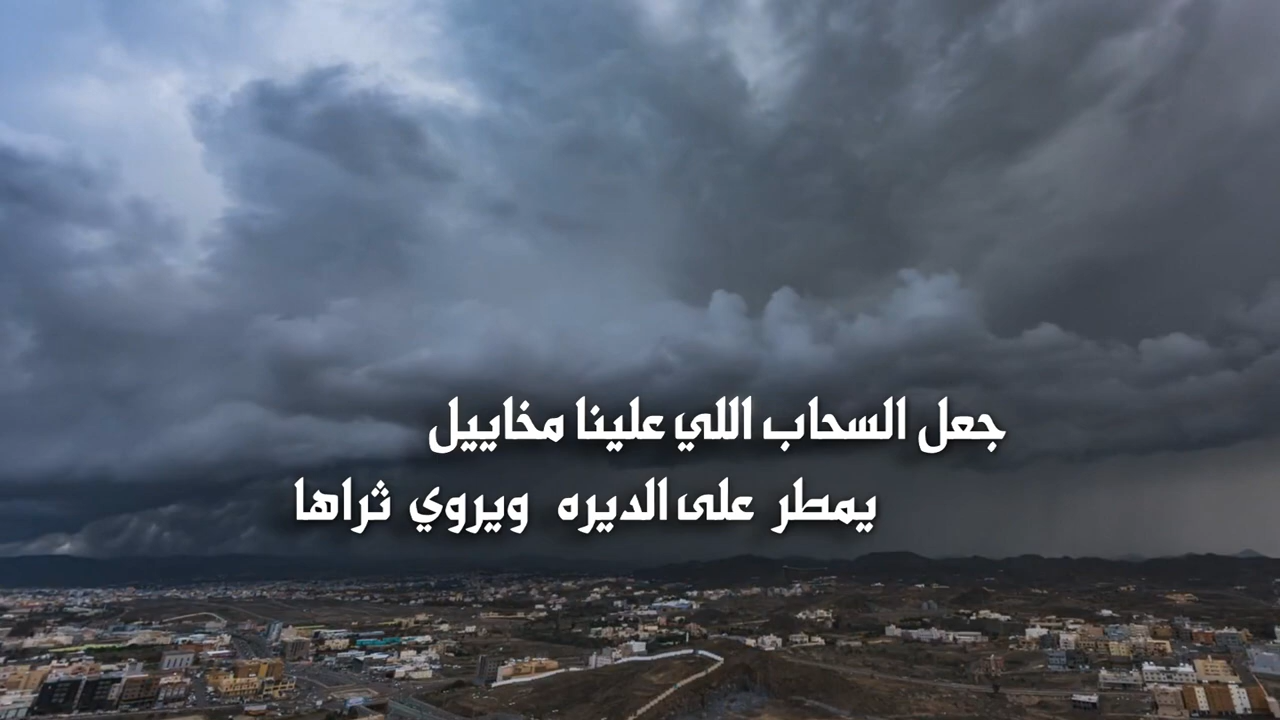 جعل السحاب اللي علينا مخاييل
يمطر على الديره ويروي ثراها